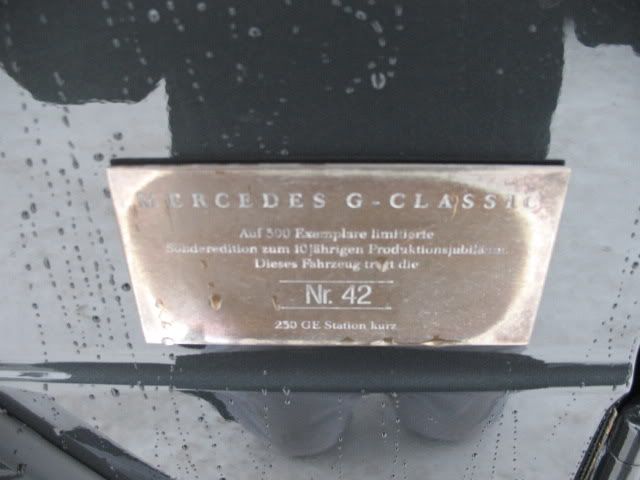 MERCEDES G-CLASSIC
Auf 300 Exemplare limitierte
Sonderedition zum 10jährigen Produktionsjubiläum.
Dieses Fahrzeug trägt die
Nr. 42
230 GE Station kurz